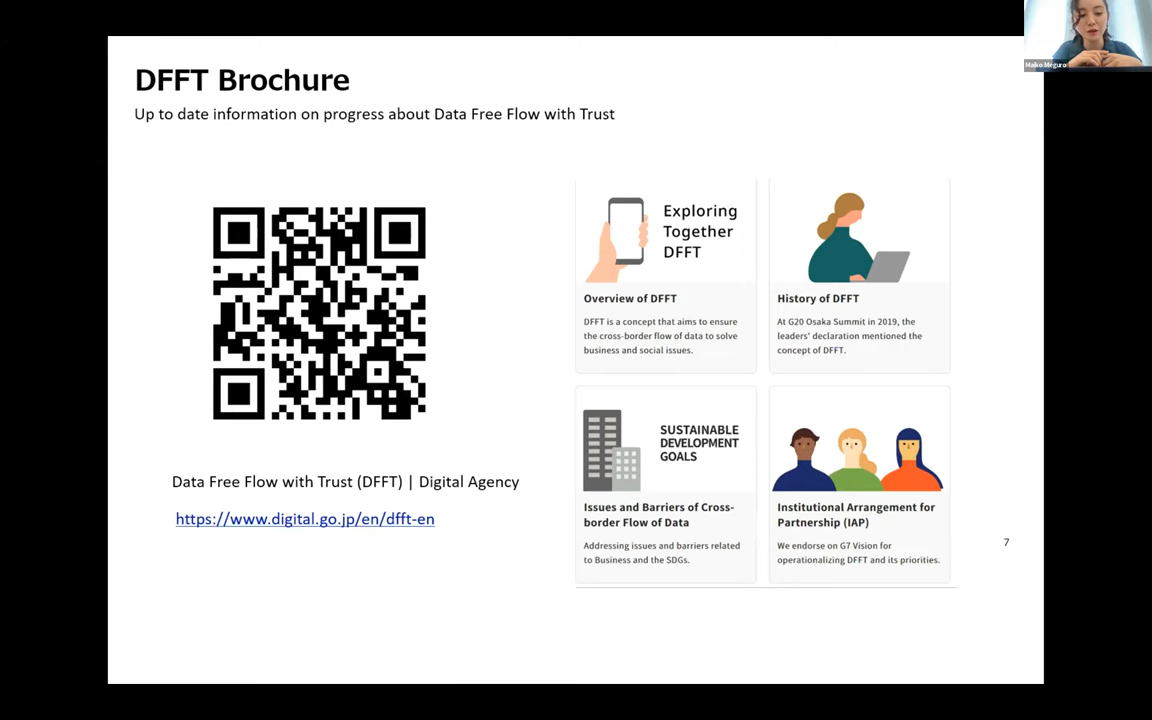 Maiko Meguro
DFFT Brochure
Up to date information on progress about Data Free Flow with Trust
Exploring
Together
DFFT
Overview of DFFT
DFFT is a concept that aims to ensure
the cross-border flow of data to solve
business and social issues.
History of DFFT
At G20 Osaka Summit in 2019, the
leaders' declaration mentioned the
concept of DFFT.
SUSTAINABLE
DEVELOPMENT
GOALS
Issues and Barriers of Cross-
border Flow of Data
Addressing issues and barriers related
to Business and the SDGs.
Institutional Arrangement for
Partnership (IAP)
We endorse on G7 Vision for
operationalizing DFFT and its priorities.
Data Free Flow with Trust (DFFT) | Digital Agency
https://www.digital.go.jp/en/dfft-en
7